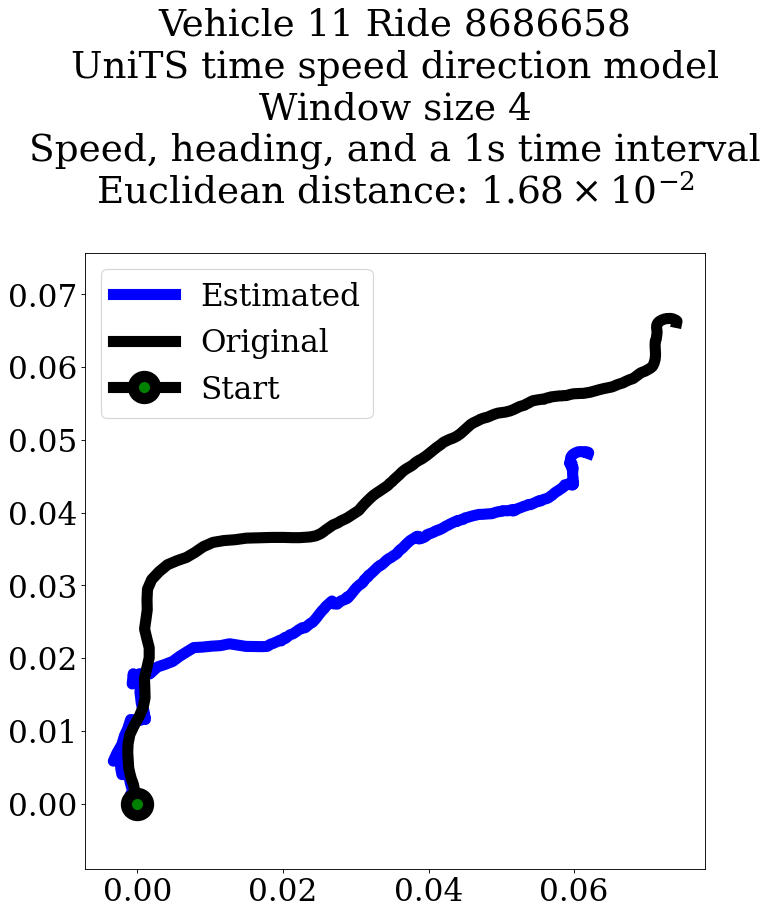 Vehicle 11 Ride 8686658
UniTS time speed direction model
Window size 4
Speed, heading, and a 1s time interval
Euclidean distance: 1.68 × 10⁻²
Estimated
Original
Start
0.07
0.06
0.05
0.04
0.03
0.02
0.01
0.00
0.00 0.02 0.04 0.06